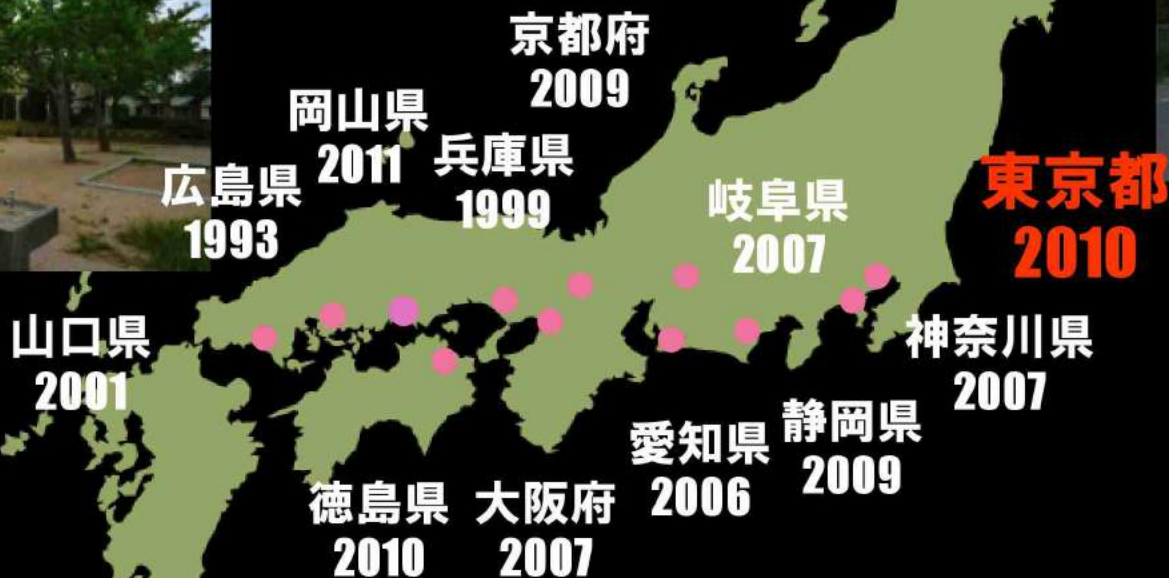 京都府
2009
岡山県
2011
兵庫県
1999
広島県
1993
岐阜県
2007
東京都
2010
山口県
2001
神奈川県
2007
静岡県
2009
愛知県
2006
徳島県
2010
大阪府
2007